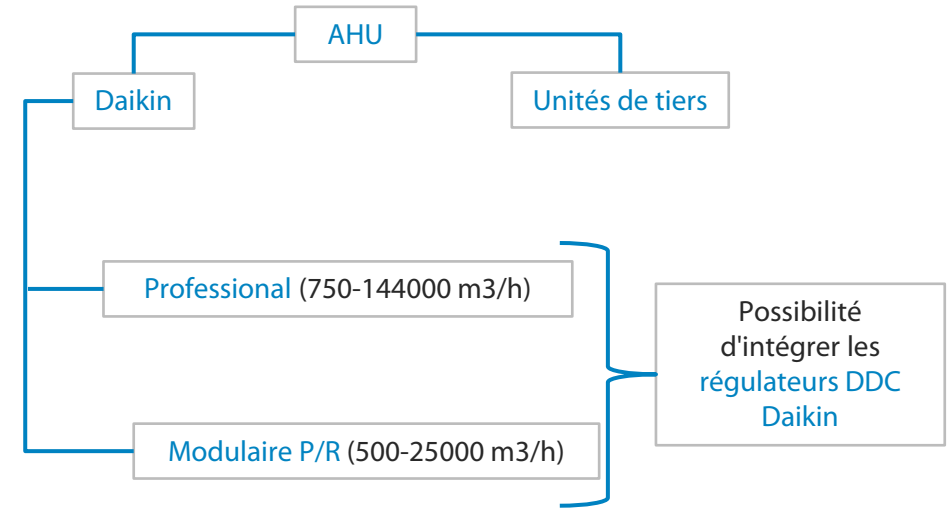 AHU
Daikin
Unités de tiers
Professional (750-144000 m3/h)
Possibilité
d'intégrer les
régulateurs DDC
Daikin
Modulaire P/R (500-25000 m3/h)